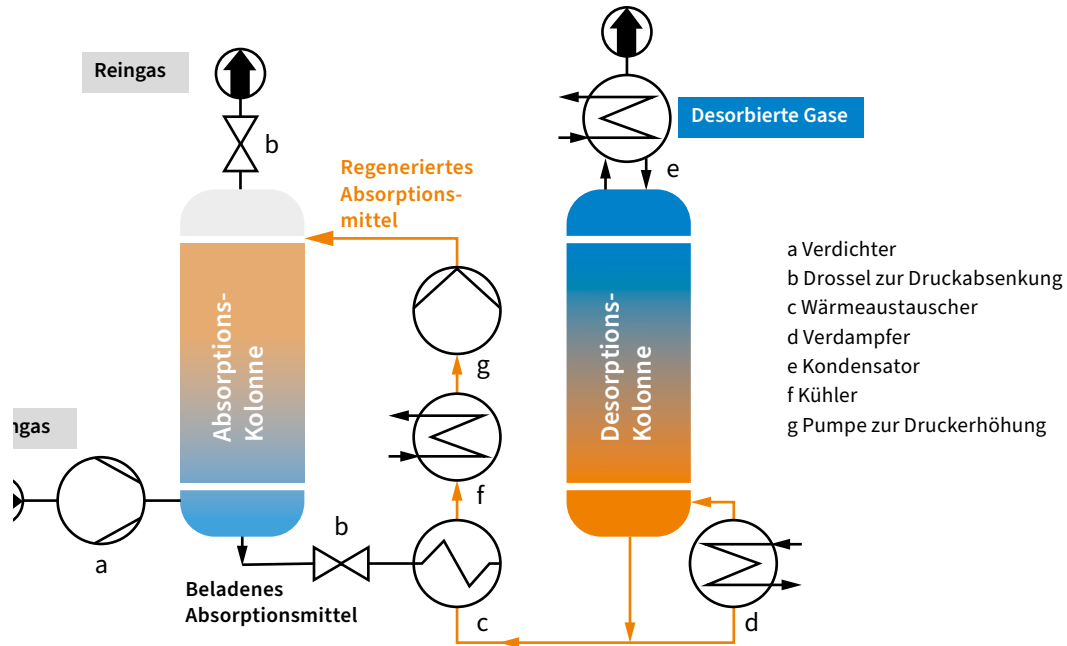 Reingas
b
Desorbierte Gase
e
Regeneriertes
Absorptions-
mittel
a Verdichter
b Drossel zur Druckabsenkung
c Wärmeaustauscher
d Verdampfer
e Kondensator
f Kühler
g Pumpe zur Druckerhöhung
Absorptions-
Kolonne
Desorptions-
Kolonne
g
ngas
f
a
b
Beladenes
Absorptionsmittel
c
d